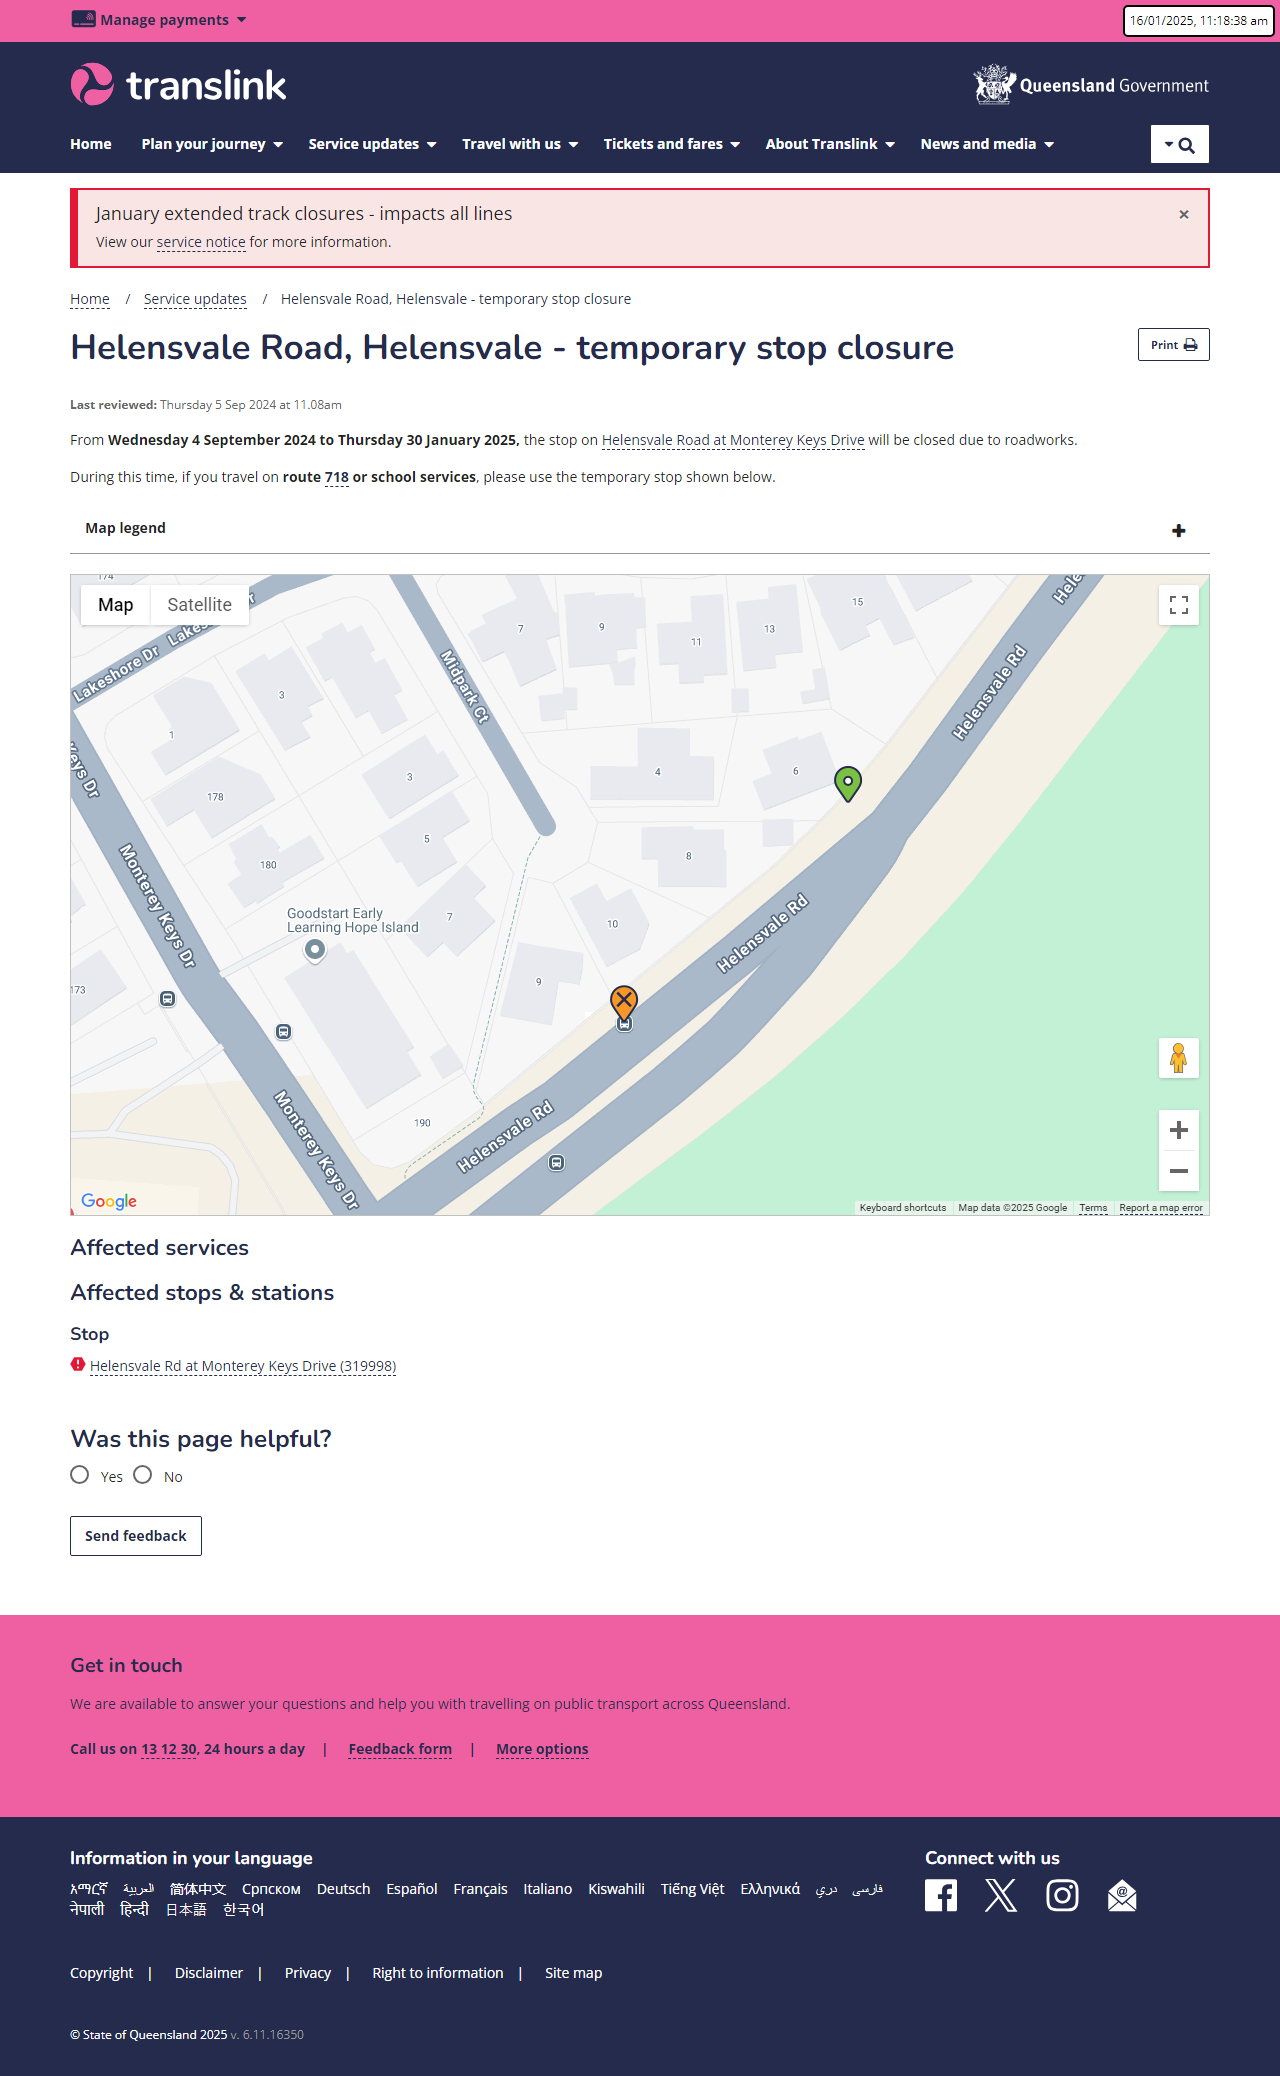 Manage payments
16/01/2025, 11:18:38 am
translink
Queensland Government
Home Plan your journey Service updates Travel with us Tickets and fares About Translink News and media
January extended track closures - impacts all lines
×
View our service notice for more information.
Home / Service updates / Helensvale Road, Helensvale - temporary stop closure
Helensvale Road, Helensvale - temporary stop closure
Print
Last reviewed: Thursday 5 Sep 2024 at 11.08am
From Wednesday 4 September 2024 to Thursday 30 January 2025, the stop on Helensvale Road at Monterey Keys Drive will be closed due to roadworks.
During this time, if you travel on route 718 or school services, please use the temporary stop shown below.
Map legend
174
Map Satellite
Lakeshore Dr
15
7
9
11
13
Helensvale Rd
Midpark Ct
3
1
Keys Dr
3
4
6
178
5
8
180
Monterey Keys Dr
Goodstart Early
Learning Hope Island
7
10
Helensvale Rd
9
173
190
Helensvale Rd
Monterey Keys Dr
Google
Keyboard shortcuts Map data ©2025 Google Terms Report a map error
Affected services
Affected stops & stations
Stop
Helensvale Rd at Monterey Keys Drive (319998)
Was this page helpful?
Yes No
Send feedback
Get in touch
We are available to answer your questions and help you with travelling on public transport across Queensland.
Call us on 13 12 30, 24 hours a day | Feedback form | More options
Information in your language
አማርኛ العربية 简体中文 Српском Deutsch Español Français Italiano Kiswahili Tiếng Việt Ελληνικά دری فارسی
नेपाली हिन्दी 日本語 한국어
Connect with us
Copyright | Disclaimer | Privacy | Right to information | Site map
© State of Queensland 2025 v. 6.11.16350